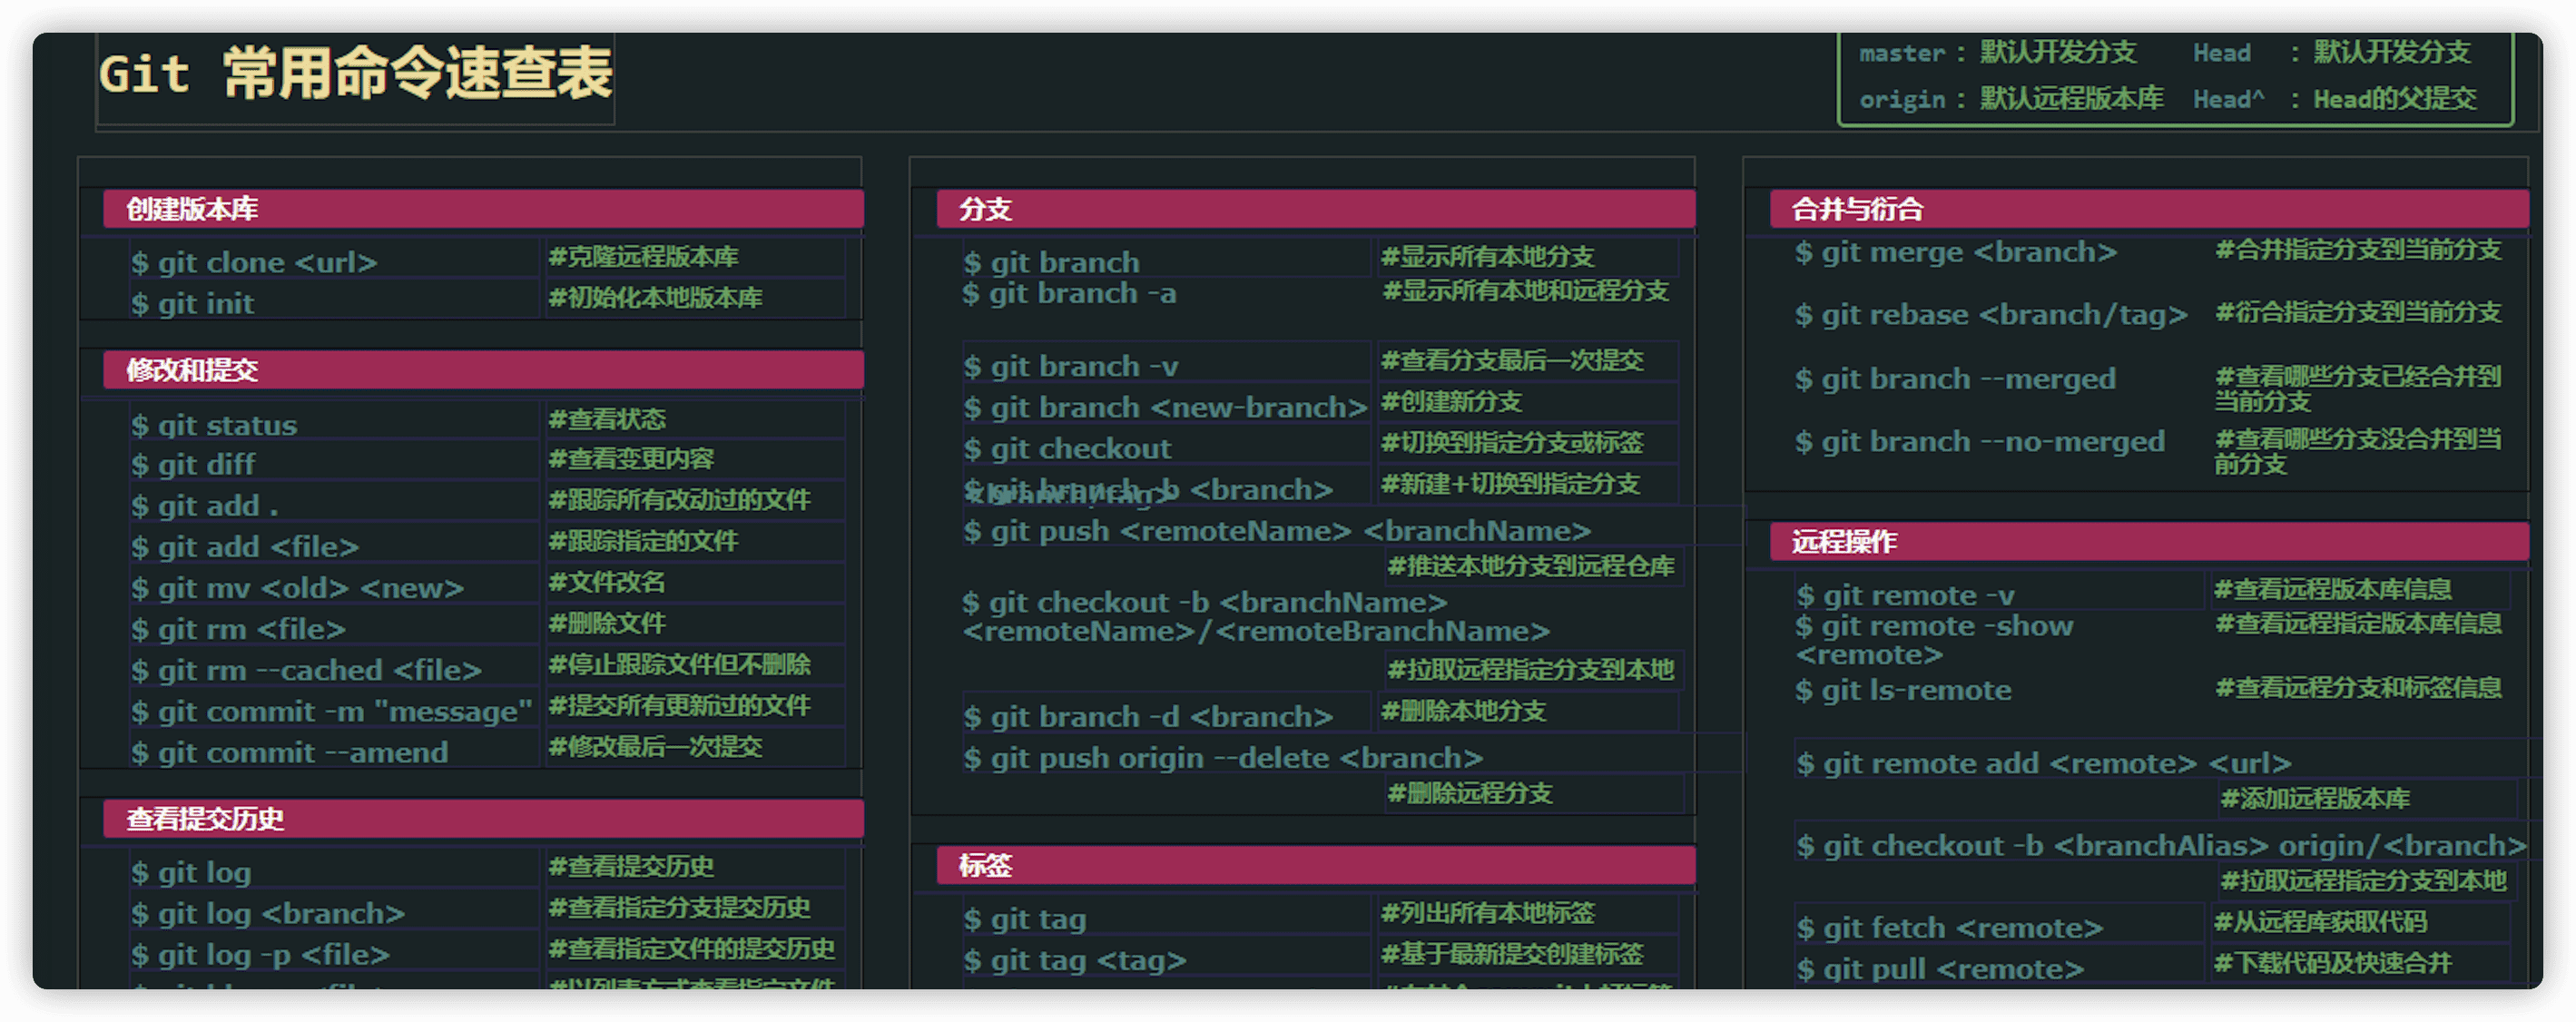 Git 常用命令速查表
master : 默认开发分支 Head : 默认开发分支
origin : 默认远程版本库 Head^ : Head的父提交
创建版本库
$ git clone <url> #克隆远程版本库
$ git init #初始化本地版本库
修改和提交
$ git status #查看状态
$ git diff #查看变更内容
$ git add . #跟踪所有改动过的文件
$ git add <file> #跟踪指定的文件
$ git mv <old> <new> #文件改名
$ git rm <file> #删除文件
$ git rm --cached <file> #停止跟踪文件但不删除
$ git commit -m "message" #提交所有更新过的文件
$ git commit --amend #修改最后一次提交
查看提交历史
$ git log #查看提交历史
$ git log <branch> #查看指定分支提交历史
$ git log -p <file> #查看指定文件的提交历史
#以列表方式查看指定文件
分支
$ git branch #显示所有本地分支
$ git branch -a #显示所有本地和远程分支
$ git branch -v #查看分支最后一次提交
$ git branch <new-branch> #创建新分支
$ git checkout #切换到指定分支或标签
<branch/tag>
$ git branch -b <branch> #新建+切换到指定分支
$ git push <remoteName> <branchName>
#推送本地分支到远程仓库
$ git checkout -b <branchName>
<remoteName>/<remoteBranchName>
#拉取远程指定分支到本地
$ git branch -d <branch> #删除本地分支
$ git push origin --delete <branch>
#删除远程分支
标签
$ git tag #列出所有本地标签
$ git tag <tag> #基于最新提交创建标签
合并与衍合
$ git merge <branch> #合并指定分支到当前分支
$ git rebase <branch/tag> #衍合指定分支到当前分支
$ git branch --merged #查看哪些分支已经合并到
当前分支
$ git branch --no-merged #查看哪些分支没合并到当
前分支
远程操作
$ git remote -v #查看远程版本库信息
$ git remote -show #查看远程指定版本库信息
<remote>
$ git ls-remote #查看远程分支和标签信息
$ git remote add <remote> <url>
#添加远程版本库
$ git checkout -b <branchAlias> origin/<branch>
#拉取远程指定分支到本地
$ git fetch <remote> #从远程库获取代码
$ git pull <remote> #下载代码及快速合并